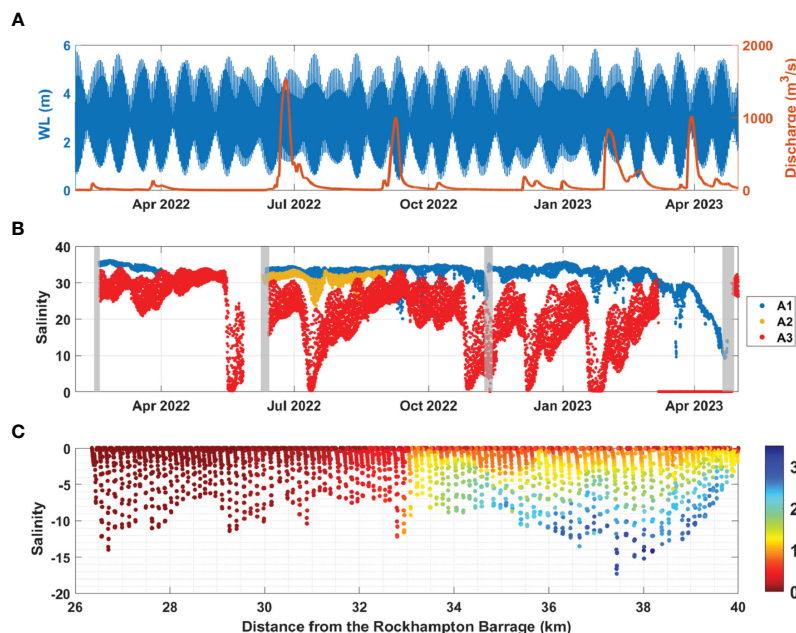 A
6
4
2
0
WL (m)
2000
1000
0
Discharge (m³/s)
Apr 2022
Jul 2022
Oct 2022
Jan 2023
Apr 2023
B
40
30
20
10
0
Salinity
A1
A2
A3
Apr 2022
Jul 2022
Oct 2022
Jan 2023
Apr 2023
C
0
-5
-10
-15
-20
Salinity
26
28
30
32
34
36
38
40
Distance from the Rockhampton Barrage (km)
3
2
1
0